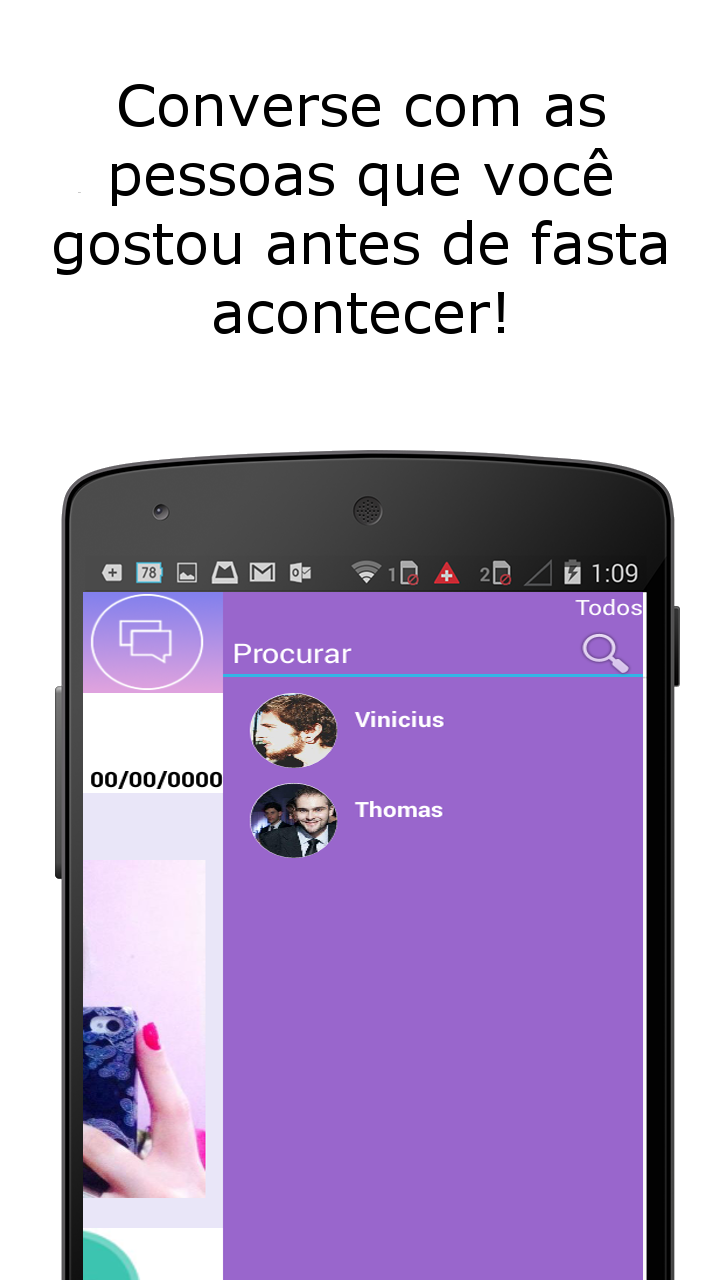 Converse com as
pessoas que você
gostou antes de fasta
acontecer!
78 1 2 1:09
Todos
Procurar
00/00/0000
Vinicius
Thomas